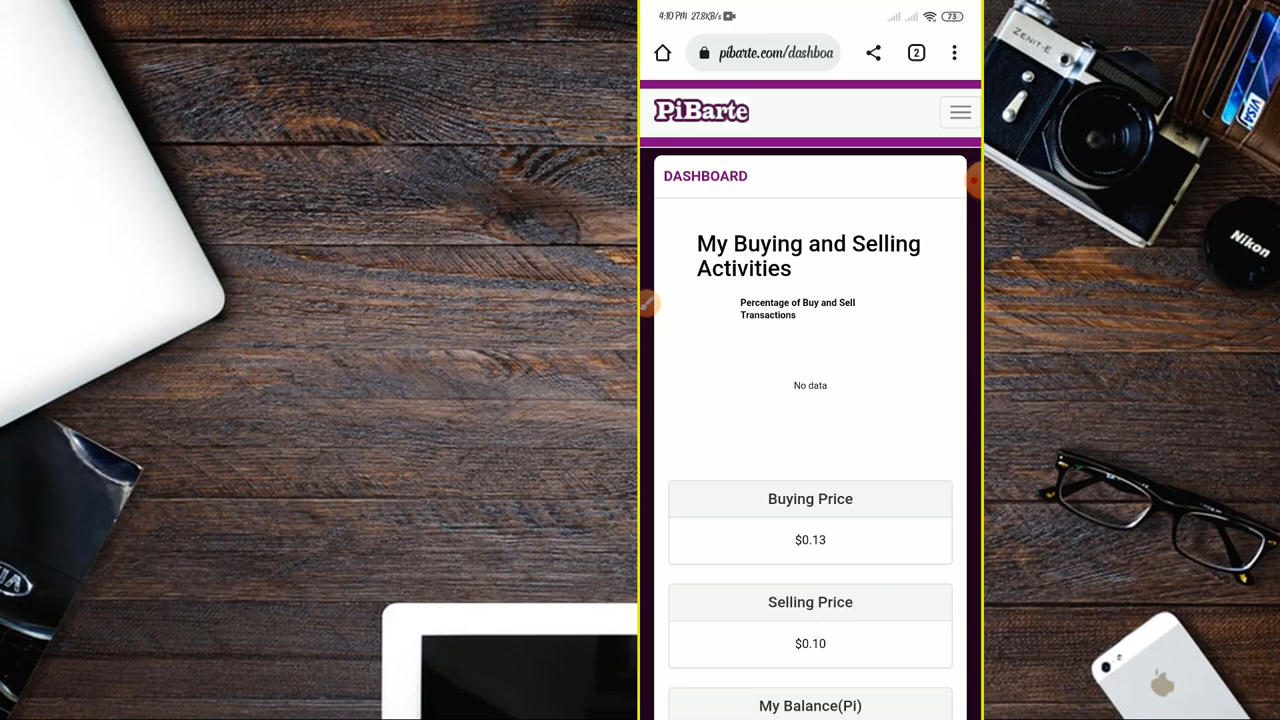 4:10 PM 27.8KB/s
73
pibarte.com/dashboa
2
PiBarte
DASHBOARD
My Buying and Selling
Activities
Percentage of Buy and Sell
Transactions
No data
Buying Price
$0.13
Selling Price
$0.10
My Balance(Pi)
ZENIT-E
VISA
Nikon